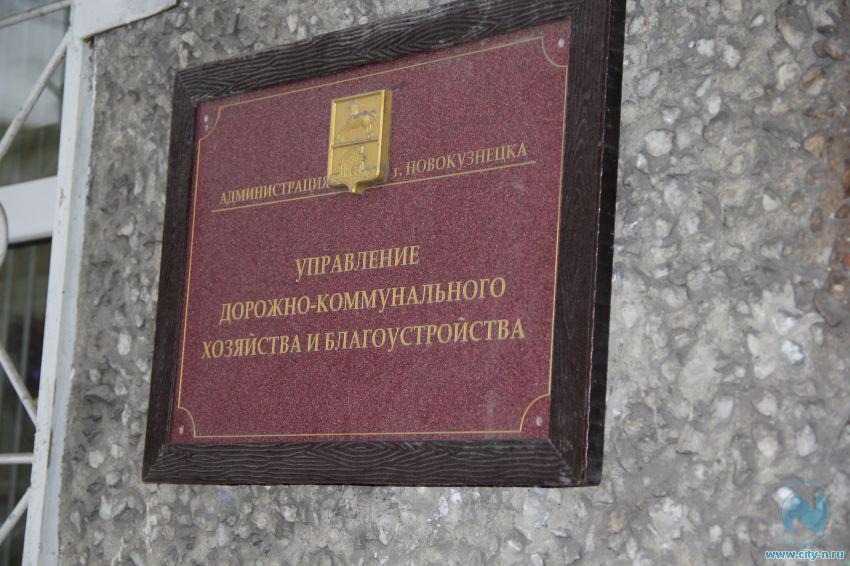 АДМИНИСТРАЦИЯ г. НОВОКУЗНЕЦКА
УПРАВЛЕНИЕ
ДОРОЖНО-КОММУНАЛЬНОГО
ХОЗЯЙСТВА И БЛАГОУСТРОЙСТВА
www.city-n.ru